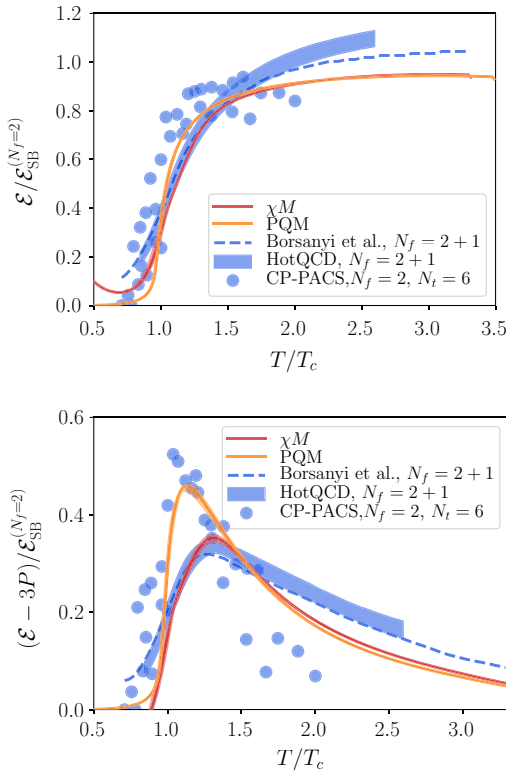 1.2
1.0
0.8
0.6
0.4
0.2
0.0
ℰ/ℰ_SB^(N_f=2)
χM
PQM
Borsanyi et al., N_f = 2 + 1
HotQCD, N_f = 2 + 1
CP-PACS,N_f = 2, N_t = 6
0.5 1.0 1.5 2.0 2.5 3.0 3.5
T/T_c
0.6
0.4
0.2
0.0
(ℰ − 3P)/ℰ_SB^(N_f=2)
χM
PQM
Borsanyi et al., N_f = 2 + 1
HotQCD, N_f = 2 + 1
CP-PACS,N_f = 2, N_t = 6
0.5 1.0 1.5 2.0 2.5 3.0
T/T_c